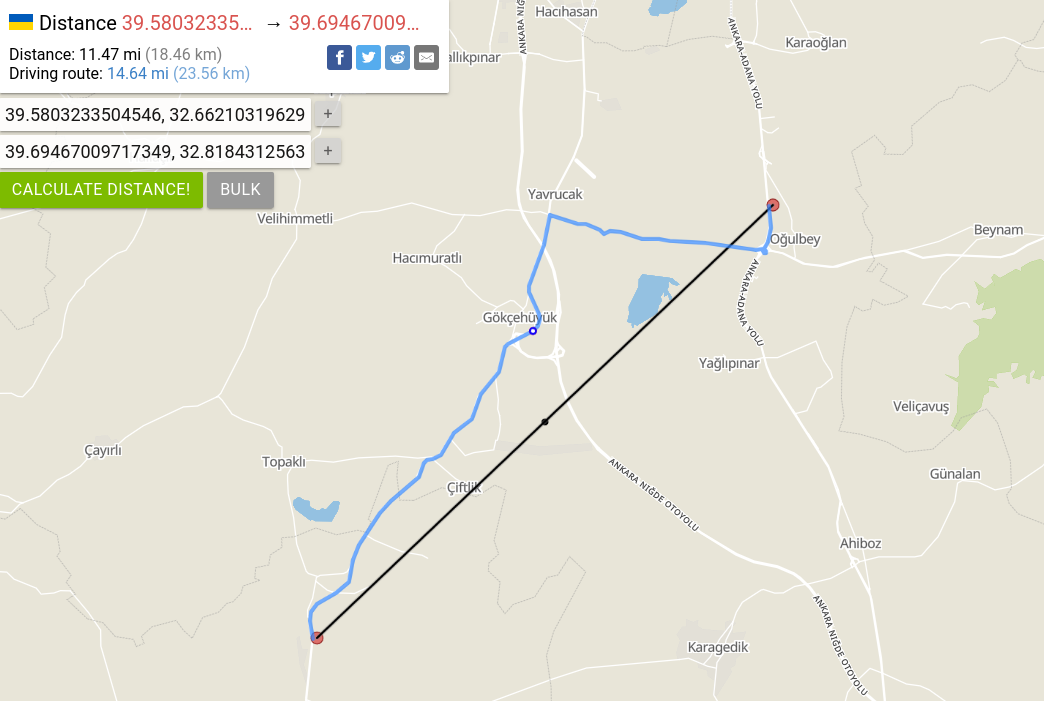 Distance 39.58032335… → 39.69467009…
Distance: 11.47 mi (18.46 km)
Driving route: 14.64 mi (23.56 km)
39.5803233504546, 32.66210319629
+
39.69467009717349, 32.8184312563
+
CALCULATE DISTANCE!
BULK
Hacıhasan
ANKARA NIĞ
ANKARA-ADANA YOLU
Karaoğlan
allıkpınar
Yavrucak
Velihimmetli
Oğulbey
Beynam
Hacımuratlı
ANKARA-ADANA YOLU
Gökçehüyük
Yağlıpınar
Veliçavuş
Çayırlı
Topaklı
Çiftlik
ANKARA NIĞDE OTOYOLU
Günalan
Ahiboz
ANKARA NIĞDE OTOYOLU
Karagedik